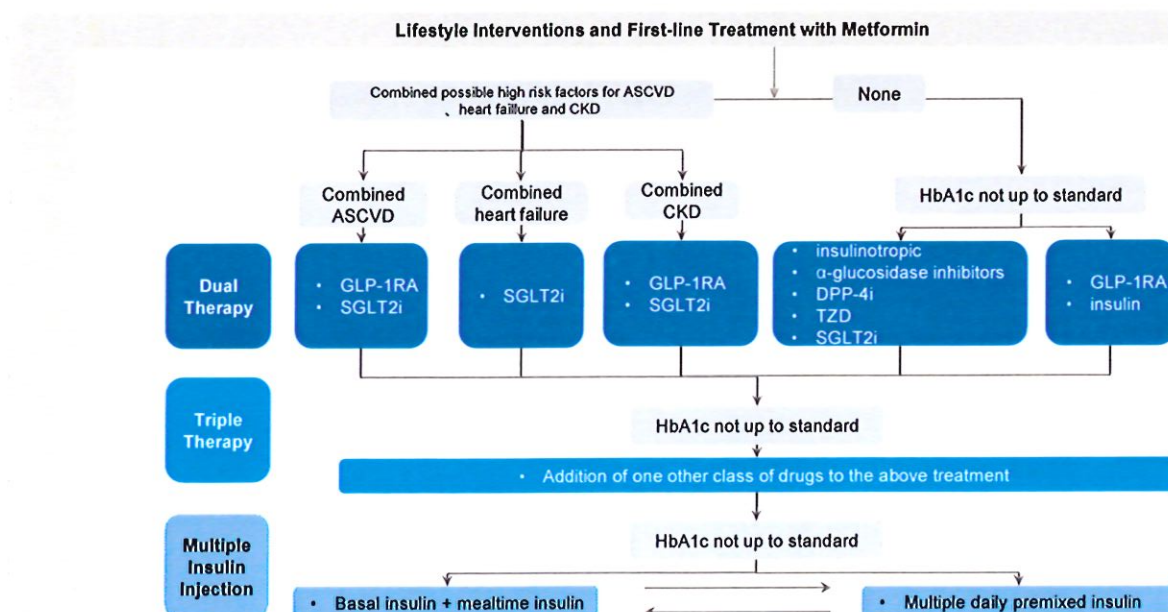 Lifestyle Interventions and First-line Treatment with Metformin
Combined possible high risk factors for ASCVD
、heart faillure and CKD
None
Combined
ASCVD
Combined
heart failure
Combined
CKD
HbA1c not up to standard
Dual
Therapy
• GLP-1RA
• SGLT2i
• SGLT2i
• GLP-1RA
• SGLT2i
• insulinotropic
• α-glucosidase inhibitors
• DPP-4i
• TZD
• SGLT2i
• GLP-1RA
• insulin
Triple
Therapy
HbA1c not up to standard
• Addition of one other class of drugs to the above treatment
Multiple
Insulin
Injection
HbA1c not up to standard
• Basal insulin + mealtime insulin
• Multiple daily premixed insulin